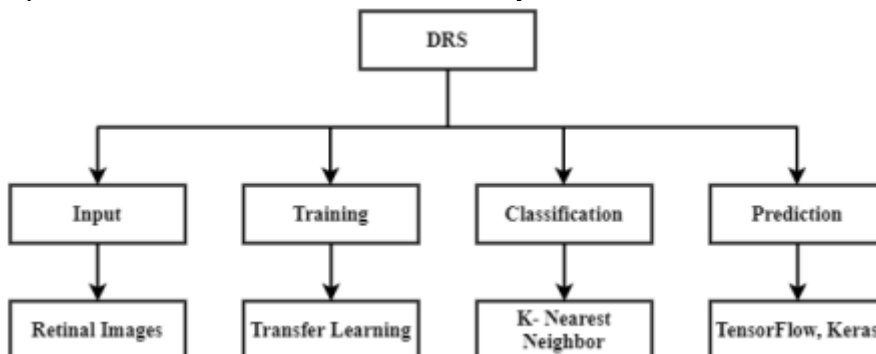 DRS
Input
Training
Classification
Prediction
Retinal Images
Transfer Learning
K- Nearest
Neighbor
TensorFlow, Keras